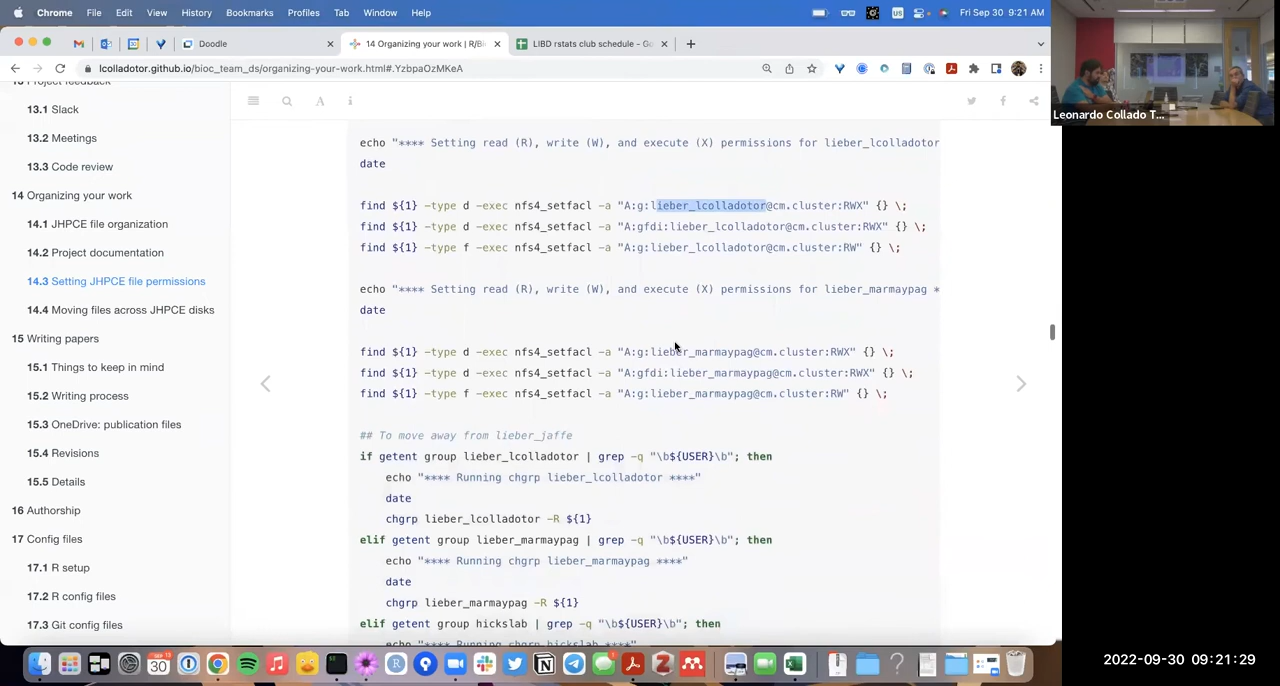 Chrome File Edit View History Bookmarks Profiles Tab Window Help Fri Sep 30 9:21 AM
Doodle 14 Organizing your work | R/Bi LIBD rstats club schedule - Go
lcolladotor.github.io/bioc_team_ds/organizing-your-work.html#.YzbpaOzMKeA
13 Project feedback
13.1 Slack
13.2 Meetings
13.3 Code review
14 Organizing your work
14.1 JHPCE file organization
14.2 Project documentation
14.3 Setting JHPCE file permissions
14.4 Moving files across JHPCE disks
15 Writing papers
15.1 Things to keep in mind
15.2 Writing process
15.3 OneDrive: publication files
15.4 Revisions
15.5 Details
16 Authorship
17 Config files
17.1 R setup
17.2 R config files
17.3 Git config files
echo "**** Setting read (R), write (W), and execute (X) permissions for lieber_lcolladotor
date
find ${1} -type d -exec nfs4_setfacl -a "A:g:lieber_lcolladotor@cm.cluster:RWX" {} \;
find ${1} -type d -exec nfs4_setfacl -a "A:gfdi:lieber_lcolladotor@cm.cluster:RWX" {} \;
find ${1} -type f -exec nfs4_setfacl -a "A:g:lieber_lcolladotor@cm.cluster:RW" {} \;
echo "**** Setting read (R), write (W), and execute (X) permissions for lieber_marmaypag *
date
find ${1} -type d -exec nfs4_setfacl -a "A:g:lieber_marmaypag@cm.cluster:RWX" {} \;
find ${1} -type d -exec nfs4_setfacl -a "A:gfdi:lieber_marmaypag@cm.cluster:RWX" {} \;
find ${1} -type f -exec nfs4_setfacl -a "A:g:lieber_marmaypag@cm.cluster:RW" {} \;
## To move away from lieber_jaffe
if getent group lieber_lcolladotor | grep -q "\b${USER}\b"; then
echo "**** Running chgrp lieber_lcolladotor ****"
date
chgrp lieber_lcolladotor -R ${1}
elif getent group lieber_marmaypag | grep -q "\b${USER}\b"; then
echo "**** Running chgrp lieber_marmaypag ****"
date
chgrp lieber_marmaypag -R ${1}
elif getent group hickslab | grep -q "\b${USER}\b"; then
echo "**** Running chgrp hickslab ****"
Leonardo Collado T...
2022-09-30 09:21:29